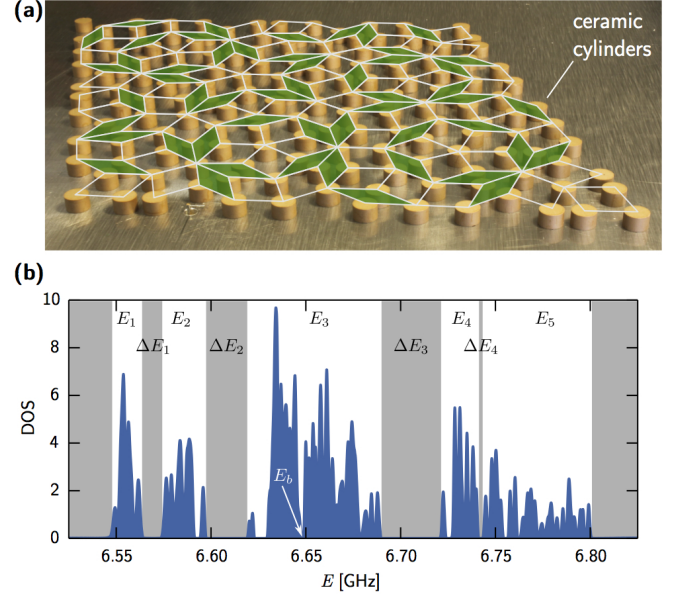 (a)
ceramic
cylinders
(b)
E₁ E₂ E₃ E₄ E₅
ΔE₁ ΔE₂ ΔE₃ ΔE₄
E_b
DOS
10
8
6
4
2
0
6.55 6.60 6.65 6.70 6.75 6.80
E [GHz]